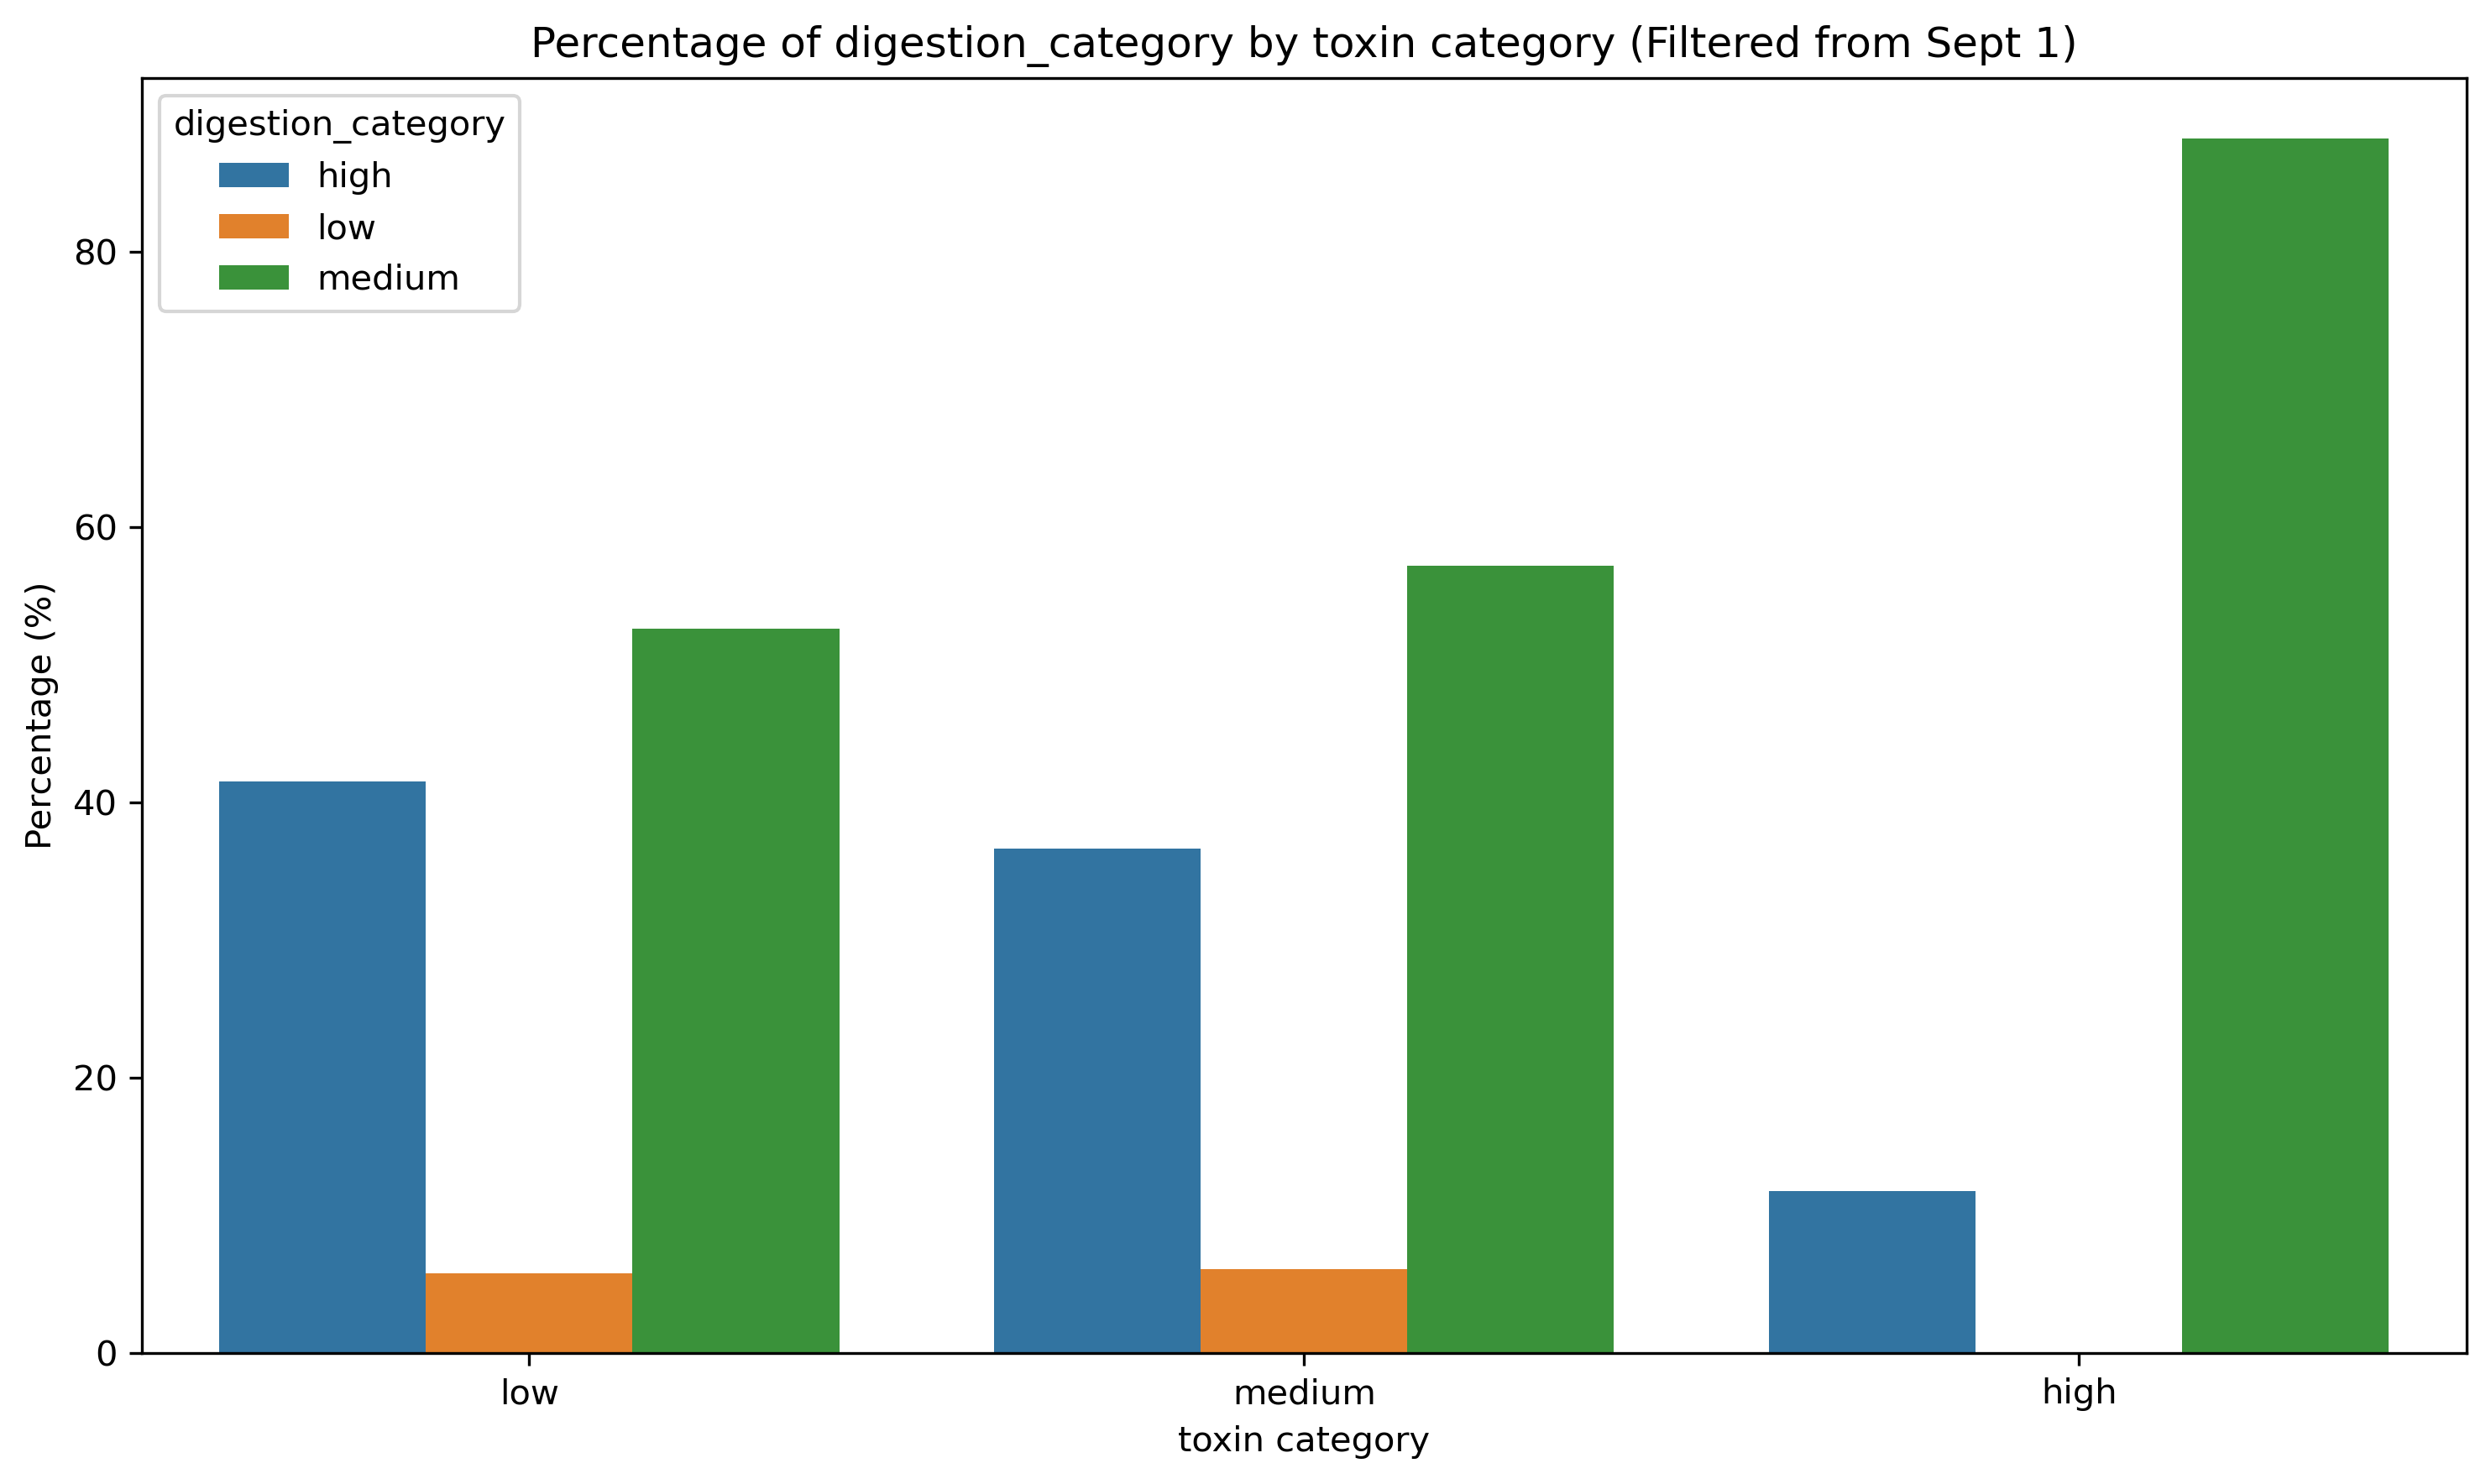 Percentage of digestion_category by toxin category (Filtered from Sept 1)
digestion_category
high
low
medium
Percentage (%)
80
60
40
20
0
low
medium
high
toxin category